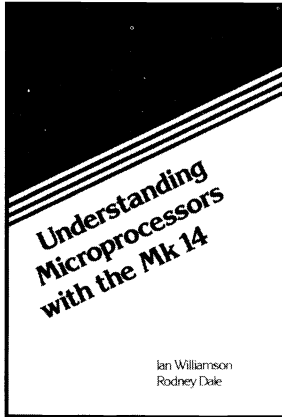 Understanding
Microprocessors
with the Mk 14
Ian Williamson
Rodney Dale